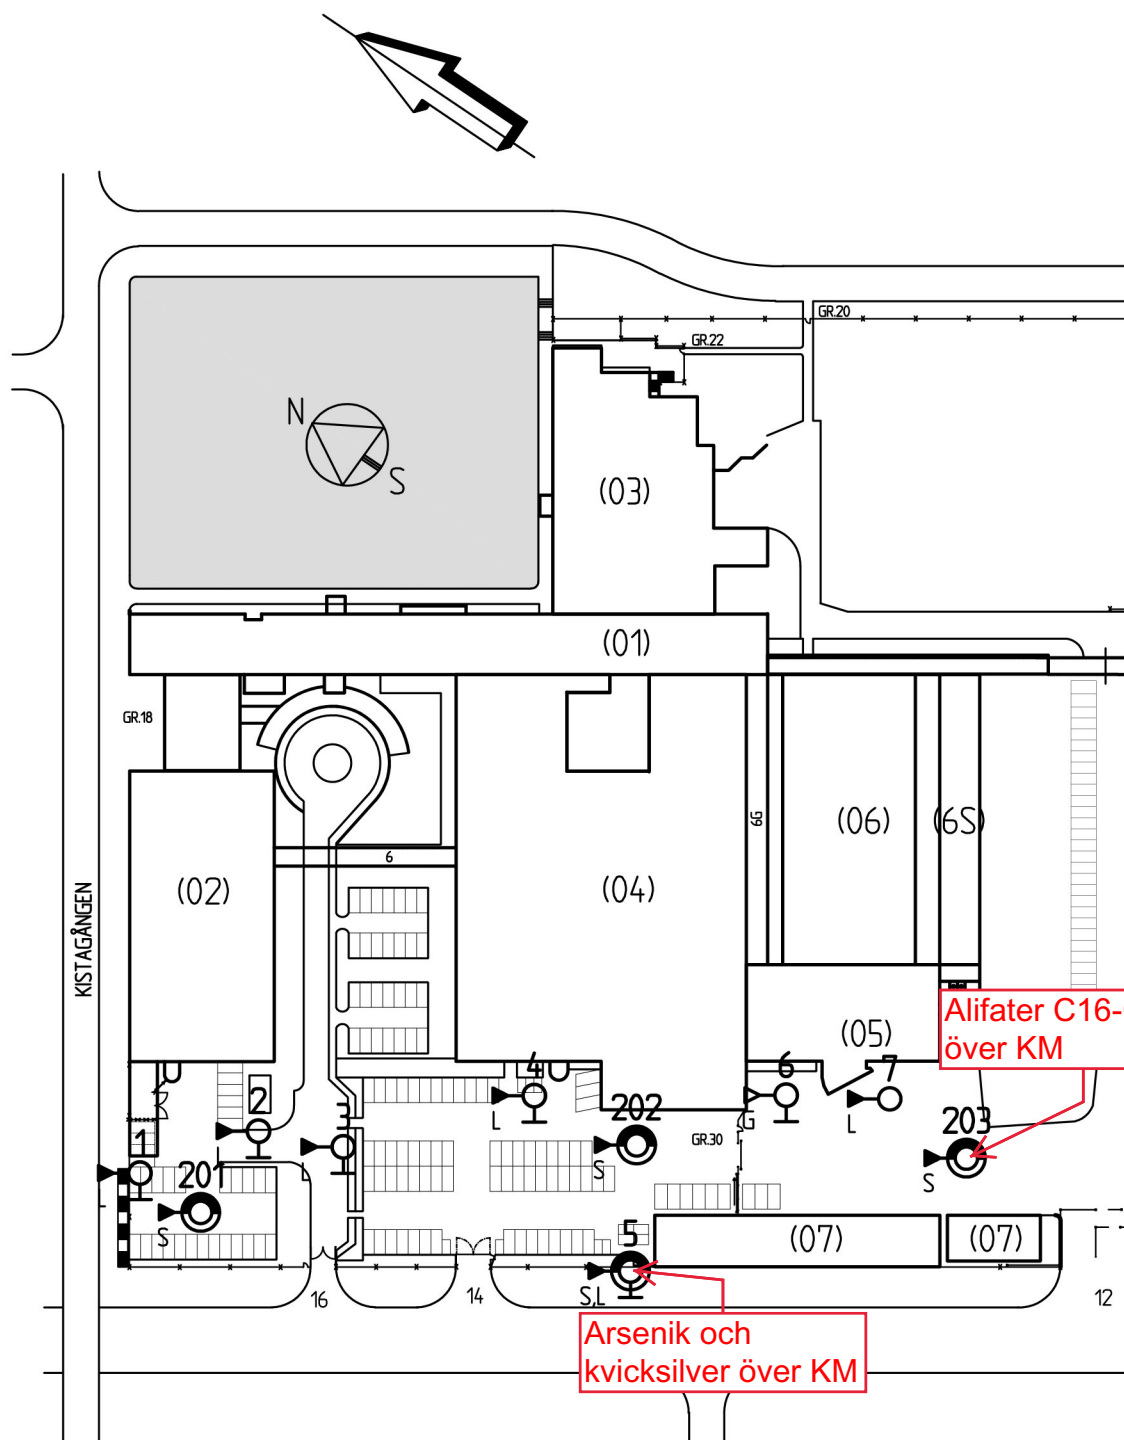 GR.20
GR.22
N
S
(03)
(01)
GR.18
6G
(06)
(6S)
6
(02)
(04)
KISTAGÅNGEN
Alifater C16-
över KM
(05)
4
6
7
2
L
202
G
L
203
3
GR.30
1
L
L
S
S
201
S
5
(07)
(07)
S,L
16
14
12
Arsenik och
kvicksilver över KM